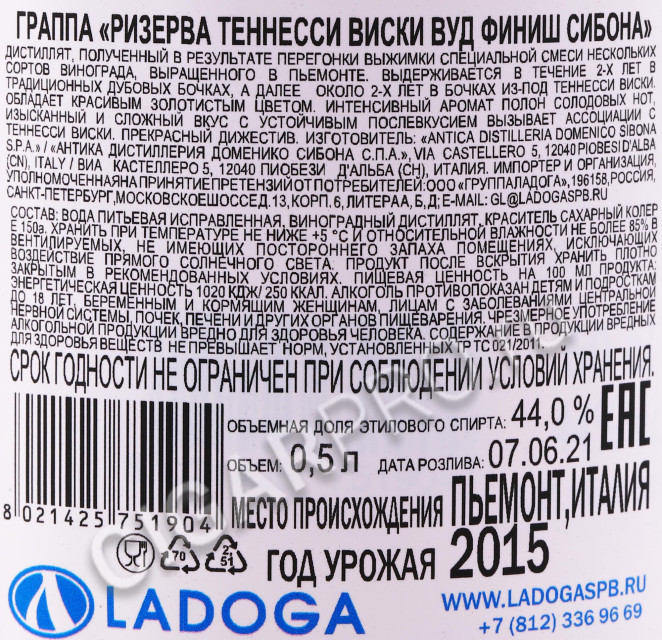 ГРАППА «РИЗЕРВА ТЕННЕССИ ВИСКИ ВУД ФИНИШ СИБОНА»
ДИСТИЛЛЯТ, ПОЛУЧЕННЫЙ В РЕЗУЛЬТАТЕ ПЕРЕГОНКИ ВЫЖИМКИ СПЕЦИАЛЬНОЙ СМЕСИ НЕСКОЛЬКИХ
СОРТОВ ВИНОГРАДА, ВЫРАЩЕННОГО В ПЬЕМОНТЕ. ВЫДЕРЖИВАЕТСЯ В ТЕЧЕНИЕ 2-Х ЛЕТ В
ТРАДИЦИОННЫХ ДУБОВЫХ БОЧКАХ, А ДАЛЕЕ ОКОЛО 2-Х ЛЕТ В БОЧКАХ ИЗ-ПОД ТЕННЕССИ ВИСКИ.
ОБЛАДАЕТ КРАСИВЫМ ЗОЛОТИСТЫМ ЦВЕТОМ. ИНТЕНСИВНЫЙ АРОМАТ ПОЛОН СОЛОДОВЫХ НОТ,
ИЗЫСКАННЫЙ И СЛОЖНЫЙ ВКУС С УСТОЙЧИВЫМ ПОСЛЕВКУСИЕМ ВЫЗЫВАЕТ АССОЦИАЦИИ С
ТЕННЕССИ ВИСКИ. ПРЕКРАСНЫЙ ДИЖЕСТИВ. ИЗГОТОВИТЕЛЬ: «ANTICA DISTILLERIA DOMENICO SIBONA
S.P.A.» / «АНТИКА ДИСТИЛЛЕРИЯ ДОМЕНИКО СИБОНА С.П.А.», VIA CASTELLERO 5, 12040 PIOBESI D'ALBA
(CN), ITALY / ВИА КАСТЕЛЛЕРО 5, 12040 ПИОБЕЗИ Д'АЛЬБА (CH), ИТАЛИЯ. ИМПОРТЕР И ОРГАНИЗАЦИЯ,
УПОЛНОМОЧЕННАЯ НА ПРИНЯТИЕ ПРЕТЕНЗИЙ ОТ ПОТРЕБИТЕЛЕЙ: ООО «ГРУППА ЛАДОГА», 196158, РОССИЯ,
САНКТ-ПЕТЕРБУРГ, МОСКОВСКОЕ ШОССЕ Д.13, КОРП. 6, ЛИТЕРА А, Б, Д; E-MAIL: GL@LADOGASPB.RU
СОСТАВ: ВОДА ПИТЬЕВАЯ ИСПРАВЛЕННАЯ, ВИНОГРАДНЫЙ ДИСТИЛЛЯТ, КРАСИТЕЛЬ САХАРНЫЙ КОЛЕР
Е 150а. ХРАНИТЬ ПРИ ТЕМПЕРАТУРЕ НЕ НИЖЕ +5 °С И ОТНОСИТЕЛЬНОЙ ВЛАЖНОСТИ НЕ БОЛЕЕ 85% В
ВЕНТИЛИРУЕМЫХ, НЕ ИМЕЮЩИХ ПОСТОРОННЕГО ЗАПАХА ПОМЕЩЕНИЯХ, ИСКЛЮЧАЮЩИХ
ВОЗДЕЙСТВИЕ ПРЯМОГО СОЛНЕЧНОГО СВЕТА. ПРОДУКТ ПОСЛЕ ВСКРЫТИЯ ХРАНИТЬ ПЛОТНО
ЗАКРЫТЫМ В РЕКОМЕНДОВАННЫХ УСЛОВИЯХ. ПИЩЕВАЯ ЦЕННОСТЬ НА 100 МЛ ПРОДУКТА:
ЭНЕРГЕТИЧЕСКАЯ ЦЕННОСТЬ 1020 КДЖ/ 250 ККАЛ. АЛКОГОЛЬ ПРОТИВОПОКАЗАН ДЕТЯМ И ПОДРОСТКАМ
ДО 18 ЛЕТ, БЕРЕМЕННЫМ И КОРМЯЩИМ ЖЕНЩИНАМ, ЛИЦАМ С ЗАБОЛЕВАНИЯМИ ЦЕНТРАЛЬНОЙ
НЕРВНОЙ СИСТЕМЫ, ПОЧЕК, ПЕЧЕНИ И ДРУГИХ ОРГАНОВ ПИЩЕВАРЕНИЯ. ЧРЕЗМЕРНОЕ УПОТРЕБЛЕНИЕ
АЛКОГОЛЬНОЙ ПРОДУКЦИИ ВРЕДНО ДЛЯ ЗДОРОВЬЯ ЧЕЛОВЕКА. СОДЕРЖАНИЕ В ПРОДУКЦИИ ВРЕДНЫХ
ДЛЯ ЗДОРОВЬЯ ВЕЩЕСТВ НЕ ПРЕВЫШАЕТ НОРМ, УСТАНОВЛЕННЫХ ТР ТС 021/2011.
СРОК ГОДНОСТИ НЕ ОГРАНИЧЕН ПРИ СОБЛЮДЕНИИ УСЛОВИЙ ХРАНЕНИЯ.
ОБЪЕМНАЯ ДОЛЯ ЭТИЛОВОГО СПИРТА: 44,0 %
EAC
ОБЪЕМ: 0,5 Л ДАТА РОЗЛИВА: 07.06.21
8 021425 751904
МЕСТО ПРОИСХОЖДЕНИЯ ПЬЕМОНТ, ИТАЛИЯ
70
2
51
ГОД УРОЖАЯ 2015
LADOGA
WWW.LADOGASPB.RU
+7 (812) 336 96 69
CIGARPRO.RU